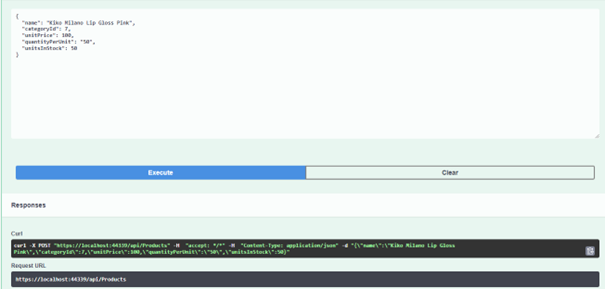 {
"name": "Kiko Milano Lip Gloss Pink",
"categoryId": 7,
"unitPrice": 100,
"quantityPerUnit": "50",
"unitsInStock": 50
}
Execute
Clear
Responses
Curl
curl -X POST "https://localhost:44339/api/Products" -H "accept: */*" -H "Content-Type: application/json" -d "{\"name\":\"Kiko Milano Lip Gloss
Pink\",\"categoryId\":7,\"unitPrice\":100,\"quantityPerUnit\":\"50\",\"unitsInStock\":50}"
Request URL
https://localhost:44339/api/Products